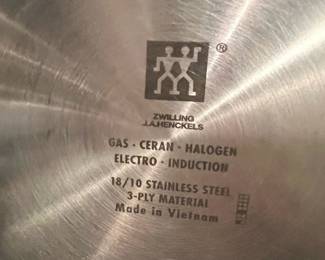 ZWILLING
J.A.HENCKELS
GAS · CERAN · HALOGEN
ELECTRO · INDUCTION
18/10 STAINLESS STEEL
3-PLY MATERIAL
Made in Vietnam